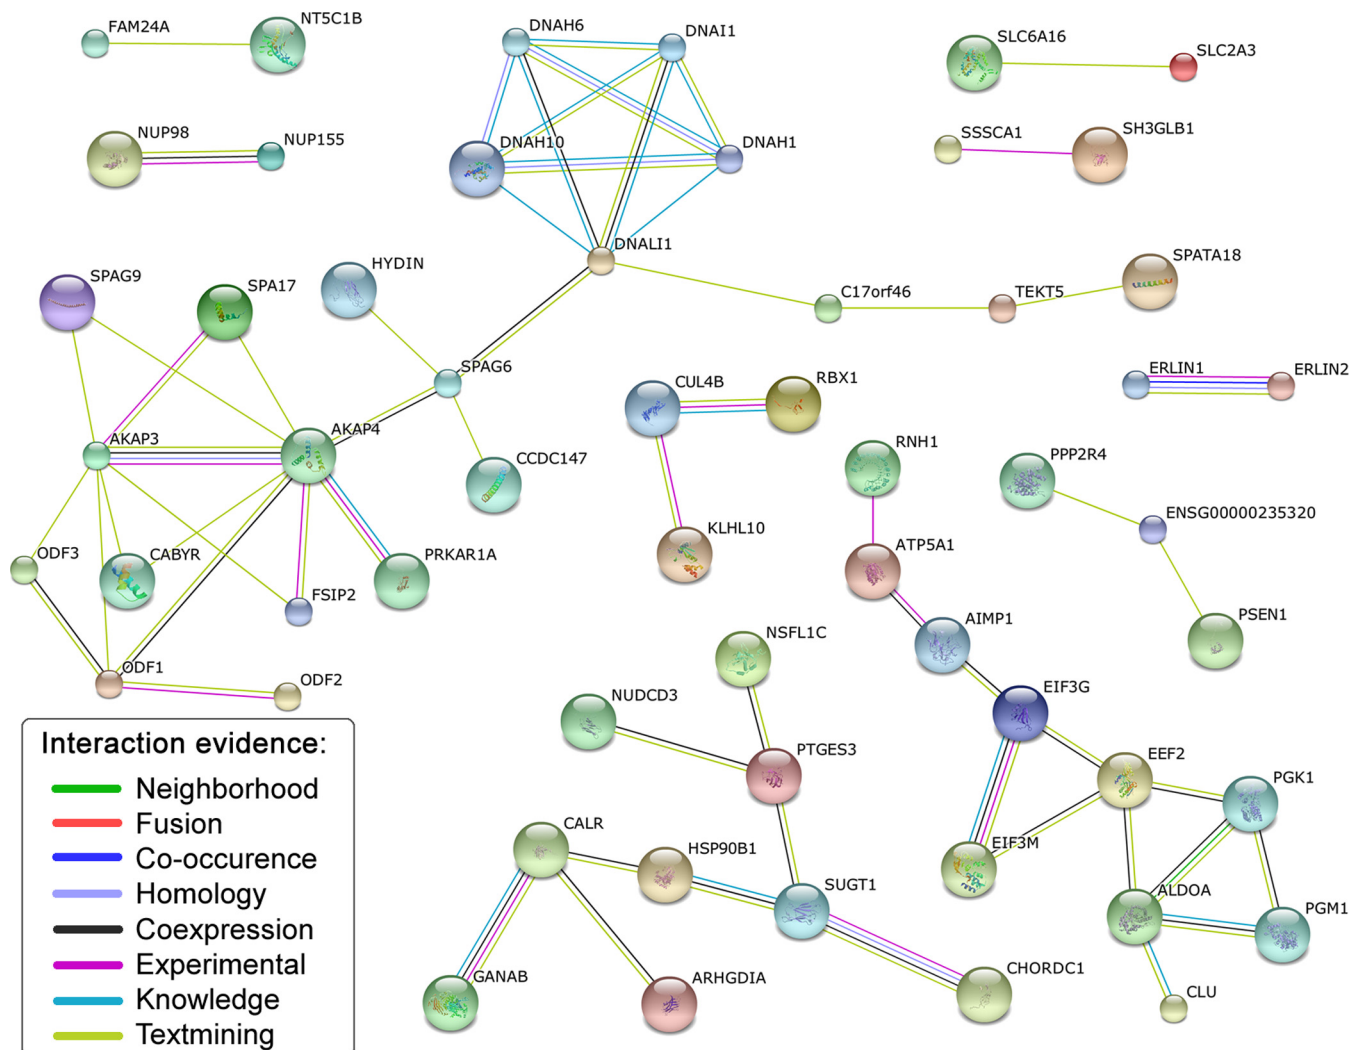 FAM24A
NT5C1B
DNAH6
DNAI1
SLC6A16
SLC2A3
NUP98
NUP155
DNAH10
DNAH1
SSSCA1
SH3GLB1
DNALI1
SPAG9
SPA17
HYDIN
C17orf46
TEKT5
SPATA18
SPAG6
CUL4B
RBX1
ERLIN1
ERLIN2
AKAP3
AKAP4
CCDC147
RNH1
PPP2R4
ENSG00000235320
KLHL10
ATP5A1
ODF3
CABYR
PRKAR1A
FSIP2
AIMP1
PSEN1
NSFL1C
ODF1
ODF2
NUDCD3
EIF3G
PTGES3
EEF2
PGK1
CALR
HSP90B1
EIF3M
SUGT1
ALDOA
PGM1
GANAB
ARHGDIA
CHORDC1
CLU
Interaction evidence:
Neighborhood
Fusion
Co-occurence
Homology
Coexpression
Experimental
Knowledge
Textmining